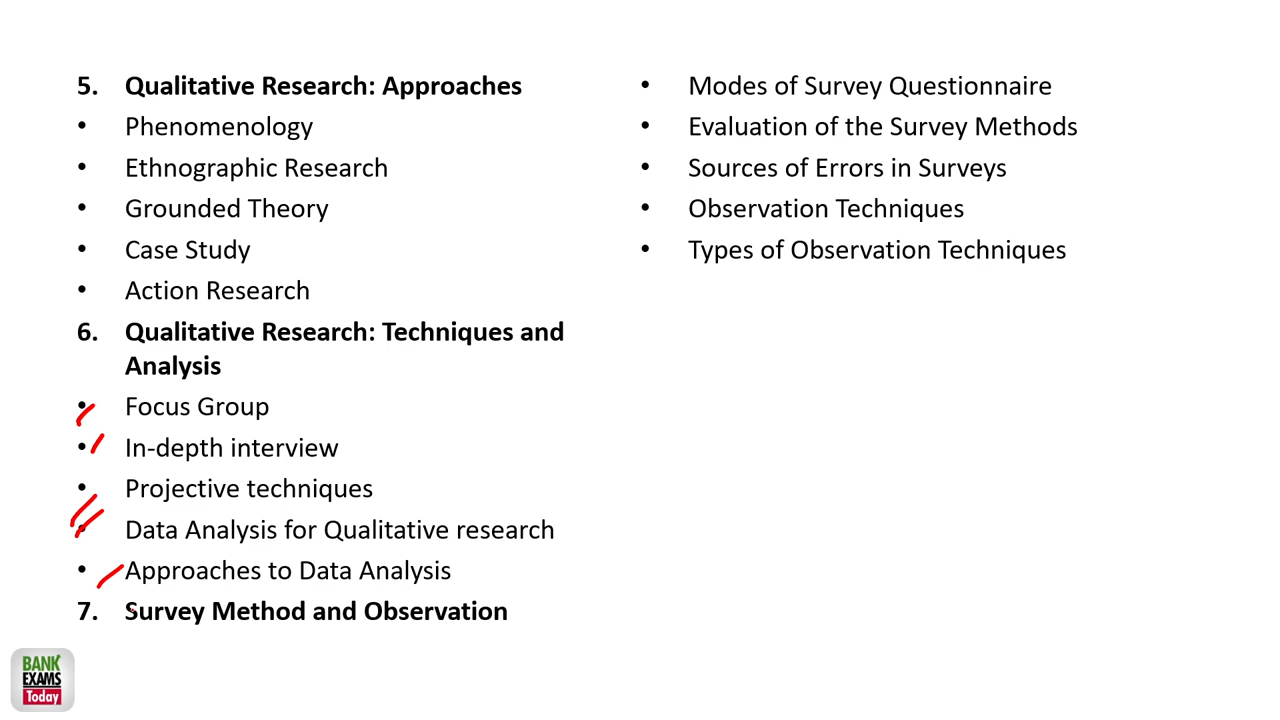 5. Qualitative Research: Approaches
• Phenomenology
• Ethnographic Research
• Grounded Theory
• Case Study
• Action Research
6. Qualitative Research: Techniques and
Analysis
• Focus Group
• In-depth interview
• Projective techniques
• Data Analysis for Qualitative research
• Approaches to Data Analysis
7. Survey Method and Observation
• Modes of Survey Questionnaire
• Evaluation of the Survey Methods
• Sources of Errors in Surveys
• Observation Techniques
• Types of Observation Techniques
BANK
EXAMS
Today